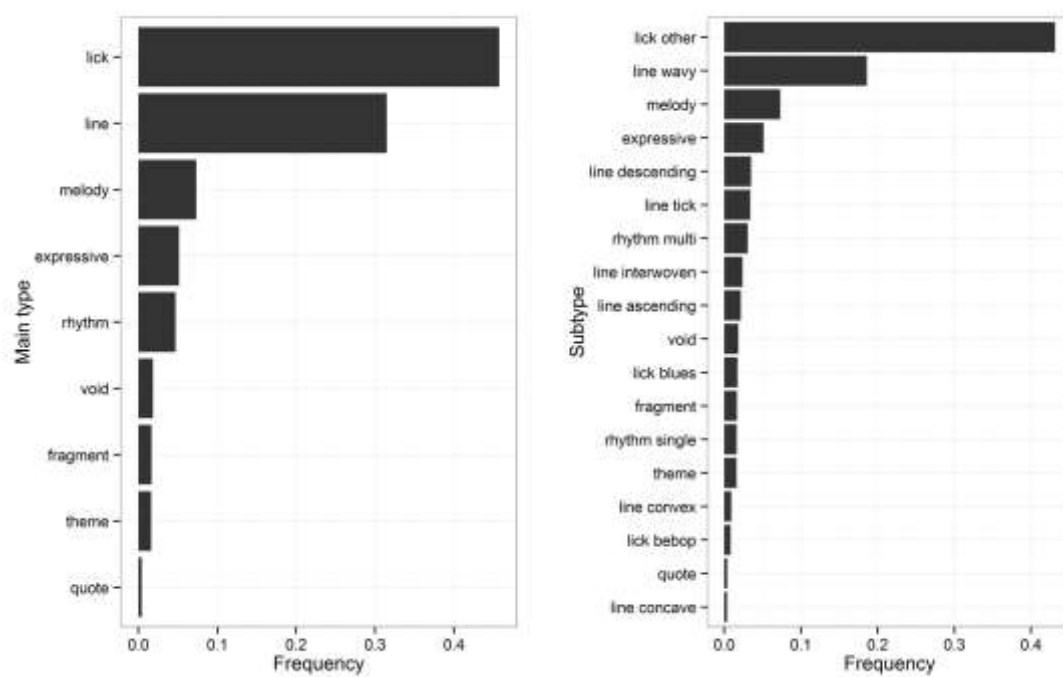 Main type
lick
line
melody
expressive
rhythm
void
fragment
theme
quote
0.0 0.1 0.2 0.3 0.4
Frequency
Subtype
lick other
line wavy
melody
expressive
line descending
line tick
rhythm multi
line interwoven
line ascending
void
lick blues
fragment
rhythm single
theme
line convex
lick bebop
quote
line concave
0.0 0.1 0.2 0.3 0.4
Frequency